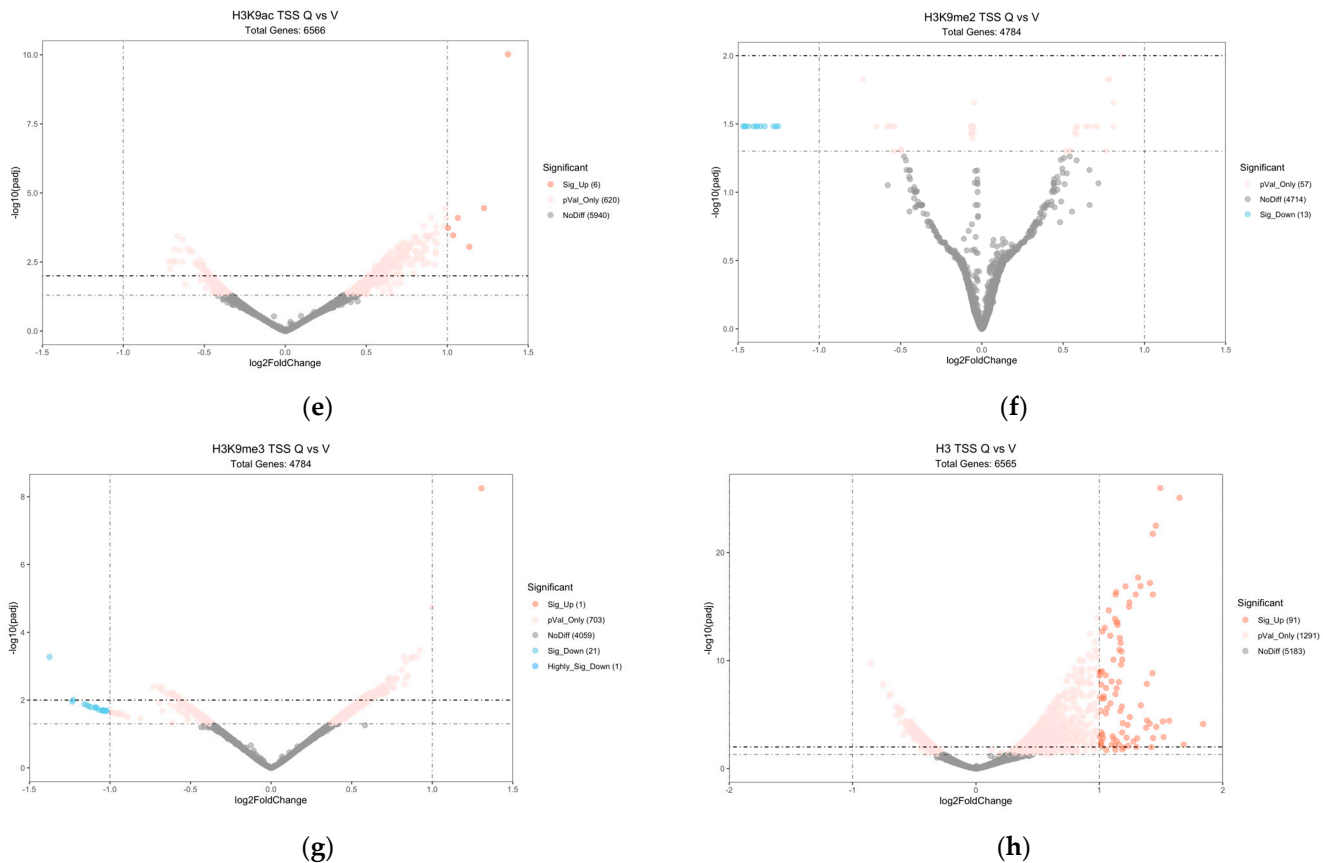 H3K9ac TSS Q vs V
Total Genes: 6566
10.0
7.5
5.0
2.5
0.0
-log10(padj)
-1.5
-1.0
-0.5
0.0
0.5
1.0
1.5
log2FoldChange
Significant
Sig_Up (6)
pVal_Only (620)
NoDiff (5940)
(e)
H3K9me2 TSS Q vs V
Total Genes: 4784
2.0
1.5
1.0
0.5
0.0
-log10(padj)
-1.5
-1.0
-0.5
0.0
0.5
1.0
1.5
log2FoldChange
Significant
pVal_Only (57)
NoDiff (4714)
Sig_Down (13)
(f)
H3K9me3 TSS Q vs V
Total Genes: 4784
8
6
4
2
0
-log10(padj)
-1.5
-1.0
-0.5
0.0
0.5
1.0
1.5
log2FoldChange
Significant
Sig_Up (1)
pVal_Only (703)
NoDiff (4059)
Sig_Down (21)
Highly_Sig_Down (1)
(g)
H3 TSS Q vs V
Total Genes: 6565
20
10
0
-log10(padj)
-2
-1
0
1
2
log2FoldChange
Significant
Sig_Up (91)
pVal_Only (1291)
NoDiff (5183)
(h)